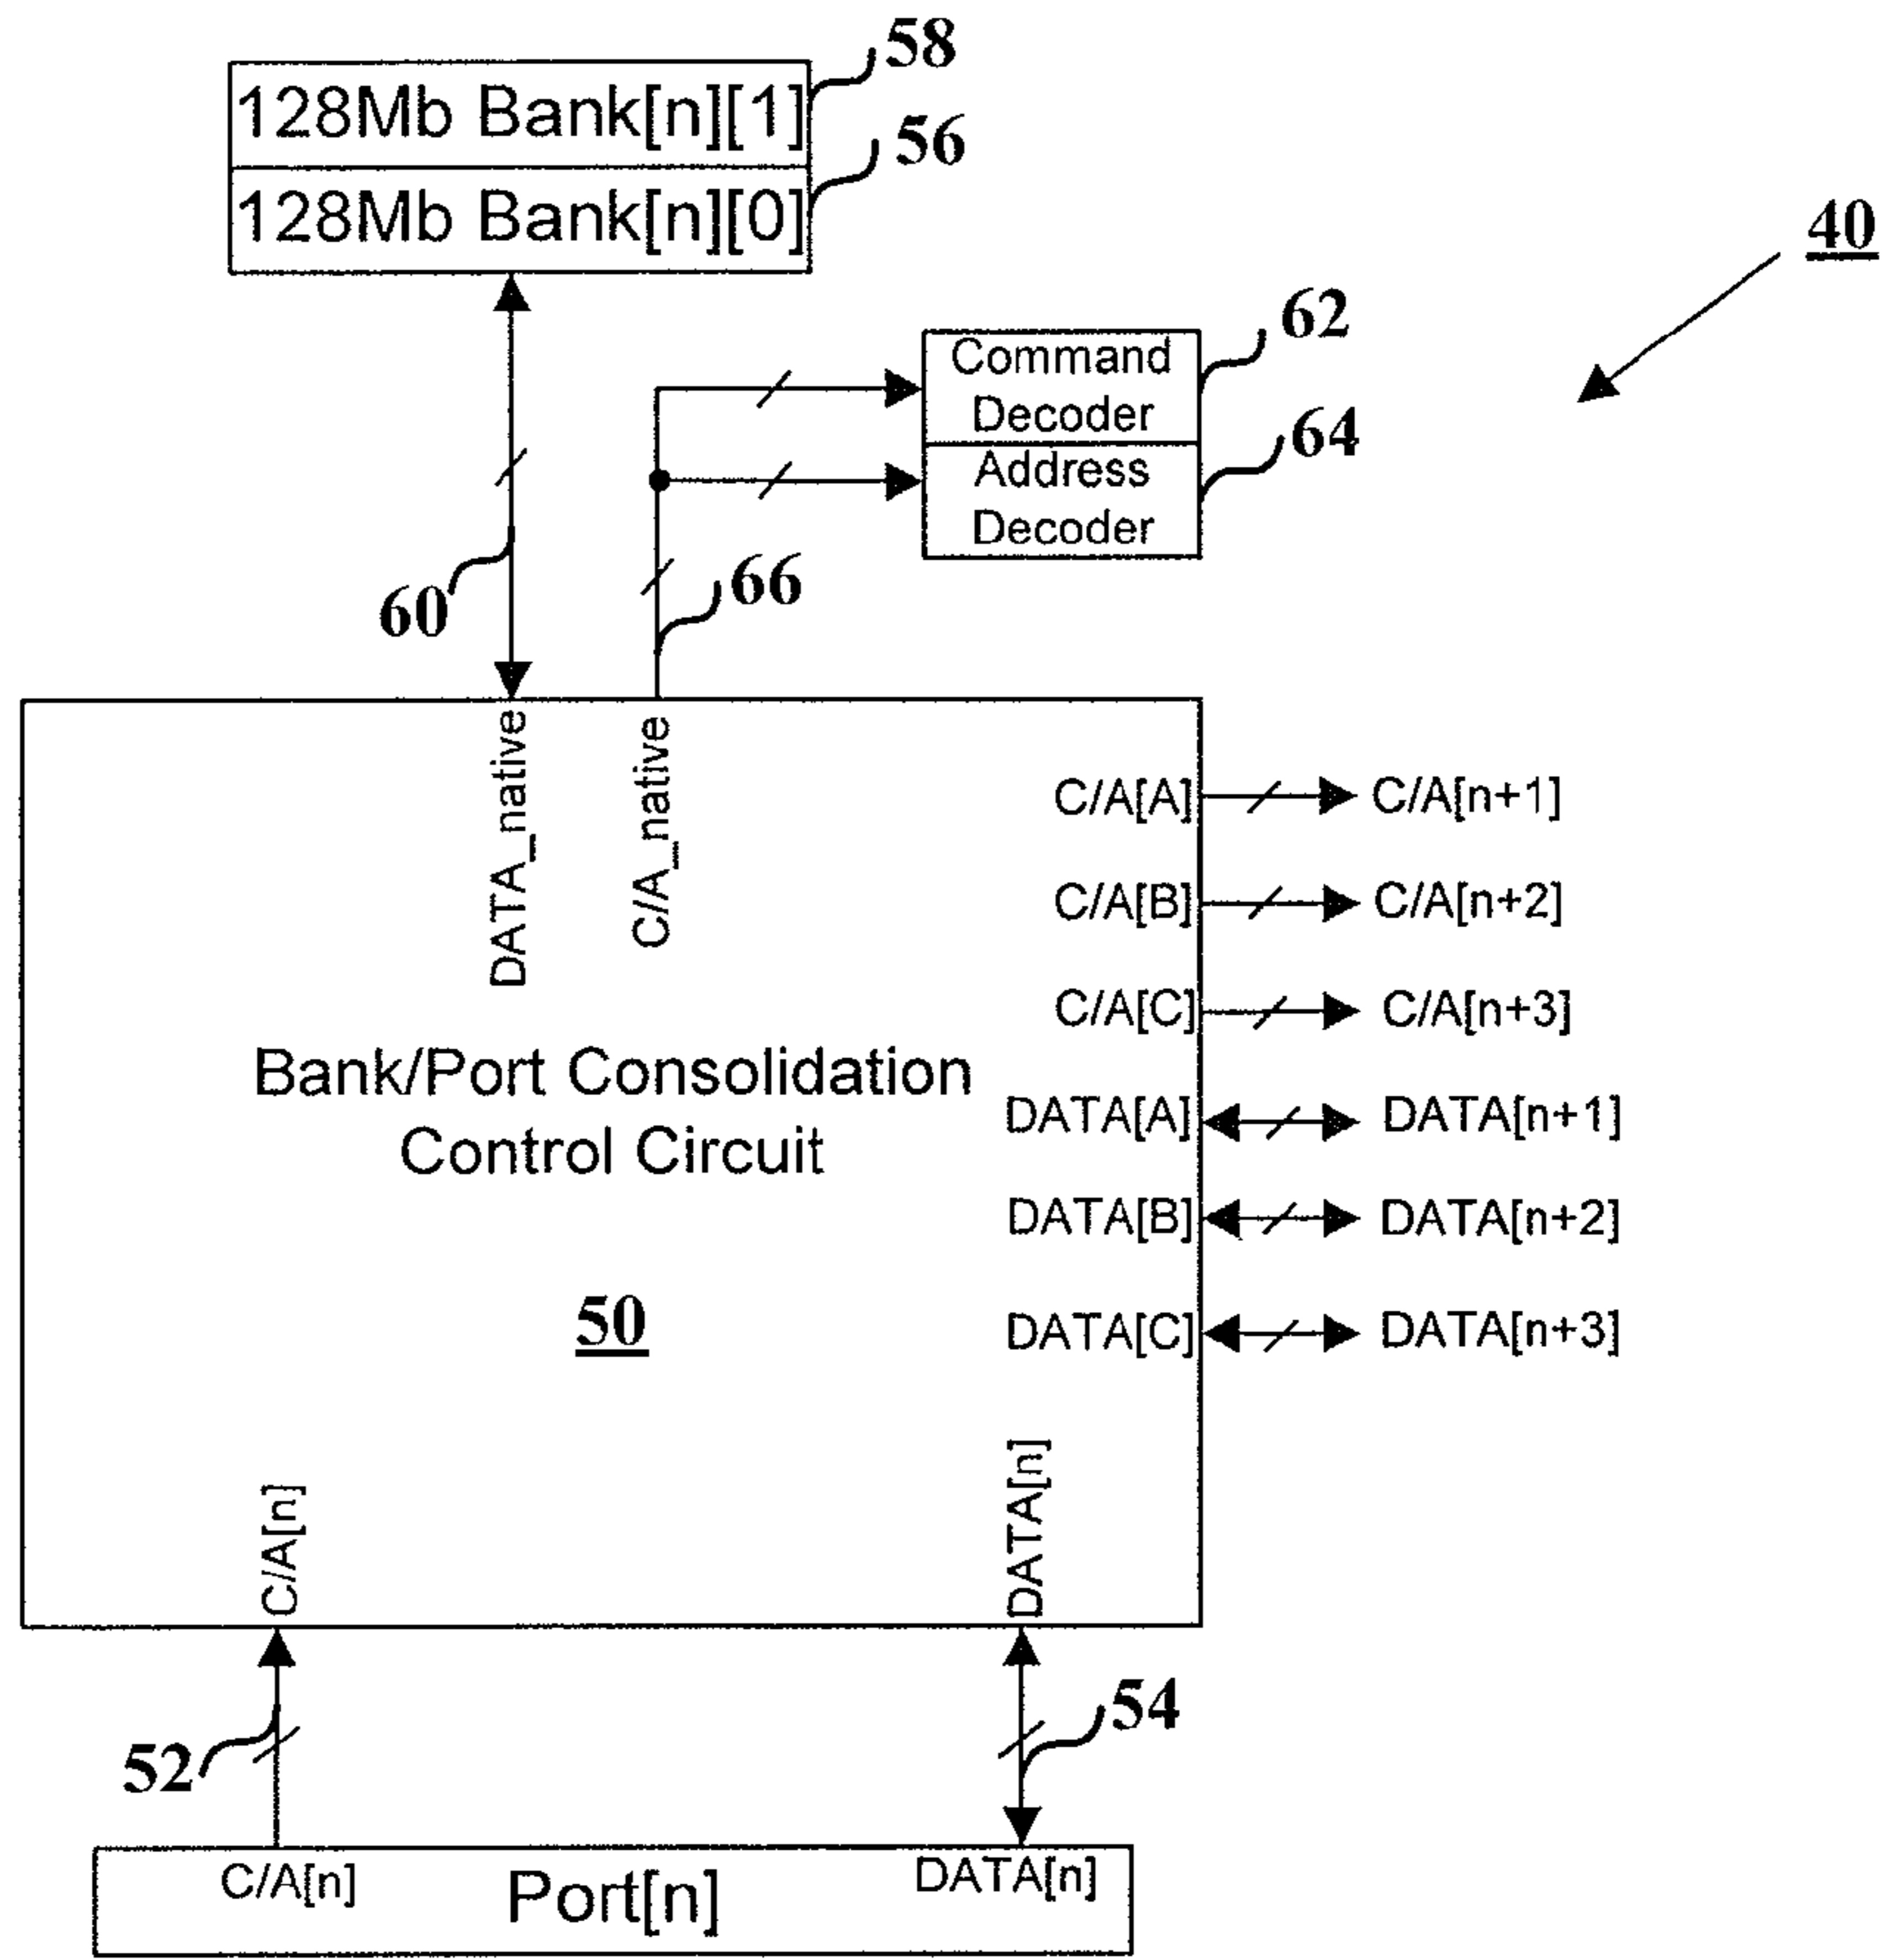 58
128Mb Bank[n][1]
56
128Mb Bank[n][0]
40
62
Command
Decoder
64
Address
Decoder
60
66
DATA_native
C/A_native
C/A[A]
C/A[n+1]
C/A[B]
C/A[n+2]
C/A[C]
C/A[n+3]
Bank/Port Consolidation
Control Circuit
DATA[A]
DATA[n+1]
DATA[B]
DATA[n+2]
50
DATA[C]
DATA[n+3]
C/A[n]
DATA[n]
52
54
C/A[n]
Port[n]
DATA[n]